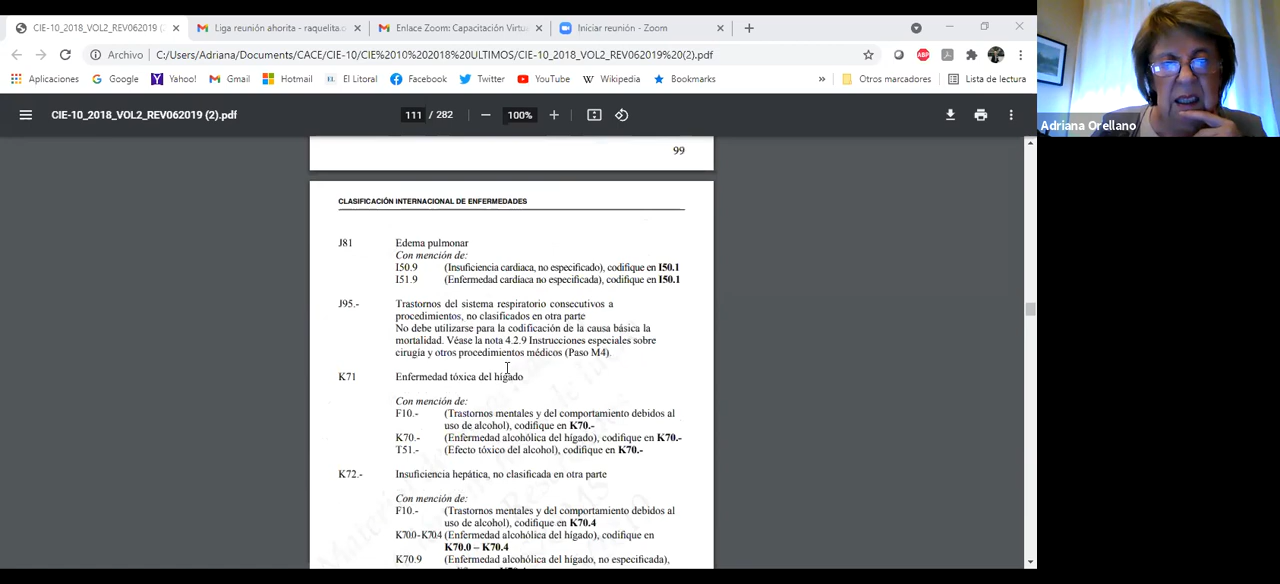 CIE-10_2018_VOL2_REV062019 (2).p
Liga reunión ahorita - raquelita.o
Enlace Zoom: Capacitación Virtu
Iniciar reunión - Zoom
Archivo C:/Users/Adriana/Documents/CACE/CIE-10/CIE%2010%202018%20ULTIMOS/CIE-10_2018_VOL2_REV062019%20(2).pdf
ABP
Aplicaciones Google Yahoo! Gmail Hotmail El Litoral Facebook Twitter YouTube Wikipedia Bookmarks » Otros marcadores Lista de lectura
CIE-10_2018_VOL2_REV062019 (2).pdf 111 / 282 100%
Adriana Orellano
99
CLASIFICACIÓN INTERNACIONAL DE ENFERMEDADES
J81 Edema pulmonar
Con mención de:
I50.9 (Insuficiencia cardiaca, no especificado), codifique en I50.1
I51.9 (Enfermedad cardíaca no especificada), codifique en I50.1
J95.- Trastornos del sistema respiratorio consecutivos a
procedimientos, no clasificados en otra parte
No debe utilizarse para la codificación de la causa básica la
mortalidad. Véase la nota 4.2.9 Instrucciones especiales sobre
cirugía y otros procedimientos médicos (Paso M4).
K71 Enfermedad tóxica del hígado
Con mención de:
F10.- (Trastornos mentales y del comportamiento debidos al
uso de alcohol), codifique en K70.-
K70.- (Enfermedad alcohólica del hígado), codifique en K70.-
T51.- (Efecto tóxico del alcohol), codifique en K70.-
K72.- Insuficiencia hepática, no clasificada en otra parte
Con mención de:
F10.- (Trastornos mentales y del comportamiento debidos al
uso de alcohol), codifique en K70.4
K70.0-K70.4 (Enfermedad alcohólica del hígado), codifique en
K70.0 – K70.4
K70.9 (Enfermedad alcohólica del hígado, no especificada),